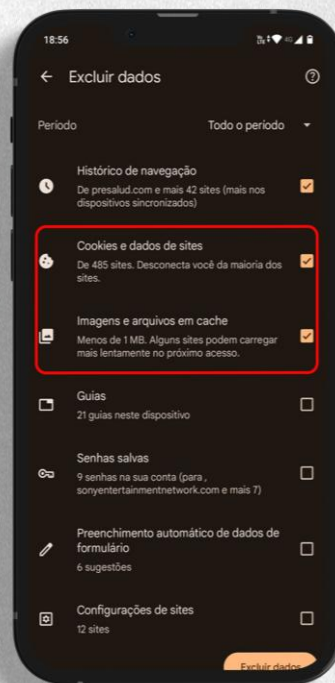 18:56
4G
Excluir dados
Período
Todo o período
Histórico de navegação
De presalud.com e mais 42 sites (mais nos
dispositivos sincronizados)
Cookies e dados de sites
De 485 sites. Desconecta você da maioria dos
sites.
Imagens e arquivos em cache
Menos de 1 MB. Alguns sites podem carregar
mais lentamente no próximo acesso.
Guias
21 guias neste dispositivo
Senhas salvas
9 senhas na sua conta (para ,
sonyentertainmentnetwork.com e mais 7)
Preenchimento automático de dados de
formulário
6 sugestões
Configurações de sites
12 sites
Excluir dados